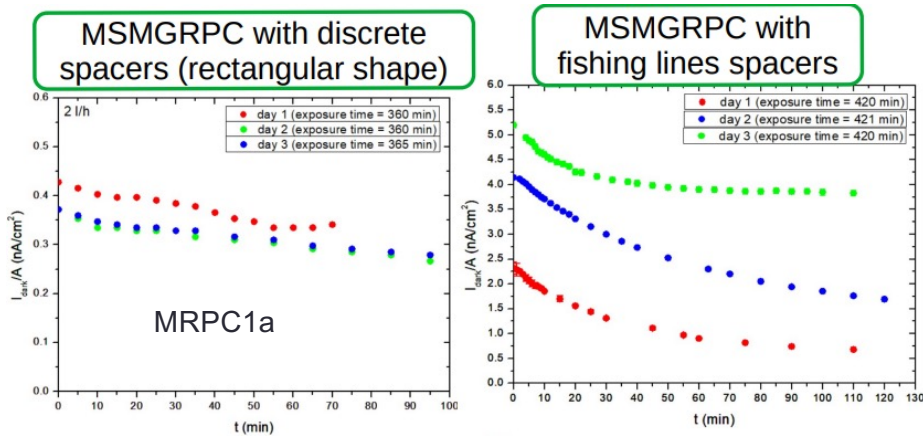 MSMGRPC with discrete
spacers (rectangular shape)
MSMGRPC with
fishing lines spacers
2 l/h
day 1 (exposure time = 360 min)
day 2 (exposure time = 360 min)
day 3 (exposure time = 365 min)
MRPC1a
0.6
0.5
0.4
0.3
0.2
0.1
0.0
I_dark/A (nA/cm²)
0 10 20 30 40 50 60 70 80 90 100
t (min)
day 1 (exposure time = 420 min)
day 2 (exposure time = 421 min)
day 3 (exposure time = 420 min)
6.0
5.5
5.0
4.5
4.0
3.5
3.0
2.5
2.0
1.5
1.0
0.5
0.0
I_dark/A (nA/cm²)
0 10 20 30 40 50 60 70 80 90 100 110 120 130
t (min)